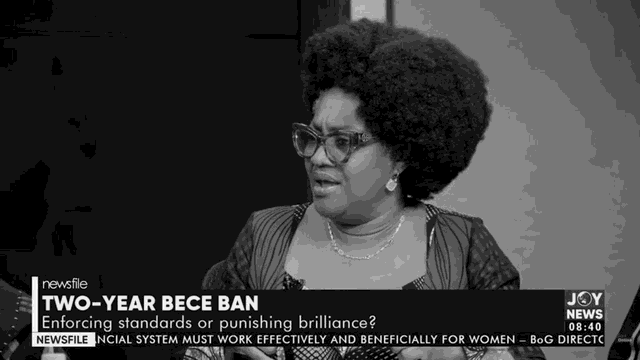 newsfile
TWO-YEAR BECE BAN
Enforcing standards or punishing brilliance?
NEWSFILE NCIAL SYSTEM MUST WORK EFFECTIVELY AND BENEFICIALLY FOR WOMEN – BoG DIRECTO
JOY
NEWS
08:40